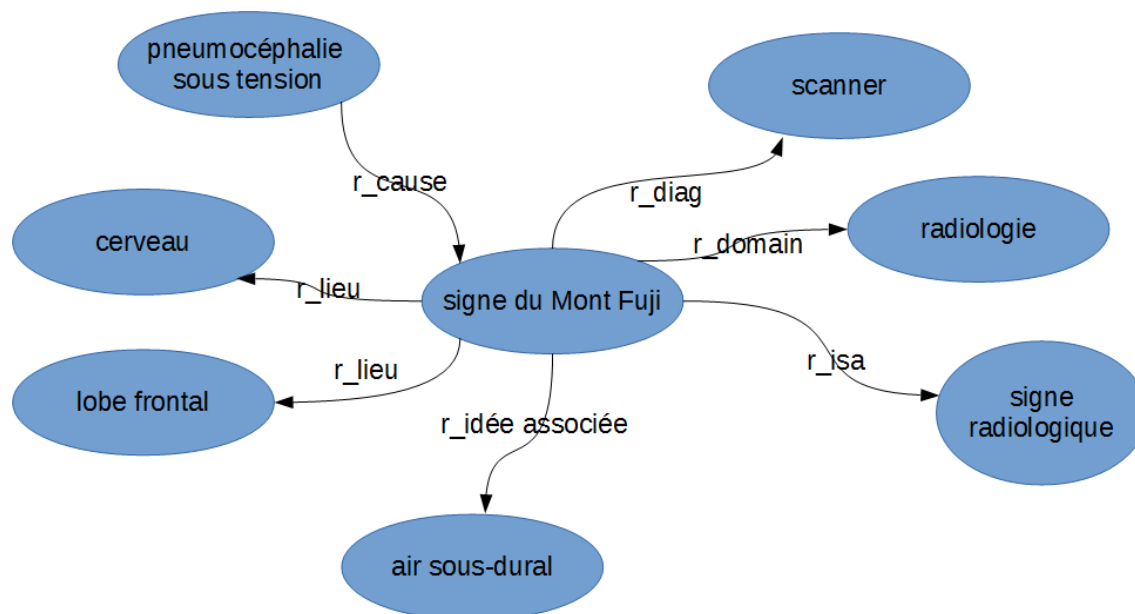 pneumocéphalie
sous tension
scanner
r_cause
r_diag
cerveau
radiologie
r_domain
r_lieu
signe du Mont Fuji
r_lieu
r_isa
lobe frontal
signe
radiologique
r_idée associée
air sous-dural